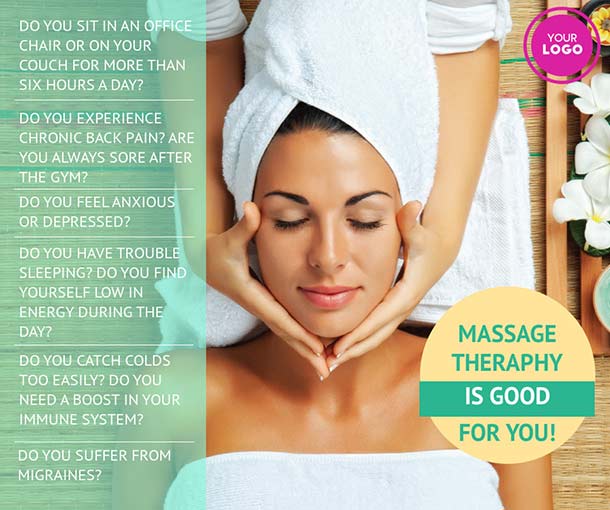 DO YOU SIT IN AN OFFICE
CHAIR OR ON YOUR
COUCH FOR MORE THAN
SIX HOURS A DAY?
DO YOU EXPERIENCE
CHRONIC BACK PAIN? ARE
YOU ALWAYS SORE AFTER
THE GYM?
DO YOU FEEL ANXIOUS
OR DEPRESSED?
DO YOU HAVE TROUBLE
SLEEPING? DO YOU FIND
YOURSELF LOW IN
ENERGY DURING THE
DAY?
DO YOU CATCH COLDS
TOO EASILY? DO YOU
NEED A BOOST IN YOUR
IMMUNE SYSTEM?
DO YOU SUFFER FROM
MIGRAINES?
YOUR
LOGO
MASSAGE
THERAPHY
IS GOOD
FOR YOU!